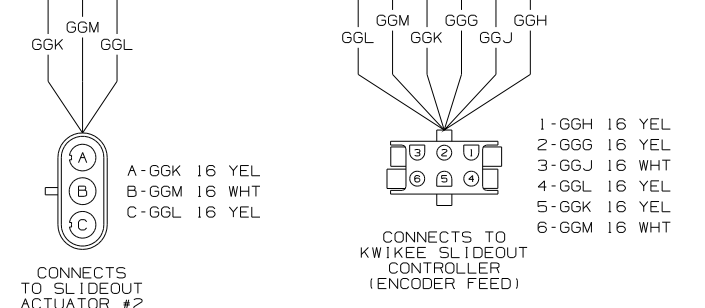 GGM
GGK GGL
A
B
C
A-GGK 16 YEL
B-GGM 16 WHT
C-GGL 16 YEL
CONNECTS
TO SLIDEOUT
ACTUATOR #2
GGM GGG GGH
GGL GGK GGJ
3 2 1
6 5 4
1-GGH 16 YEL
2-GGG 16 YEL
3-GGJ 16 WHT
4-GGL 16 YEL
5-GGK 16 YEL
6-GGM 16 WHT
CONNECTS TO
KWIKEE SLIDEOUT
CONTROLLER
(ENCODER FEED)